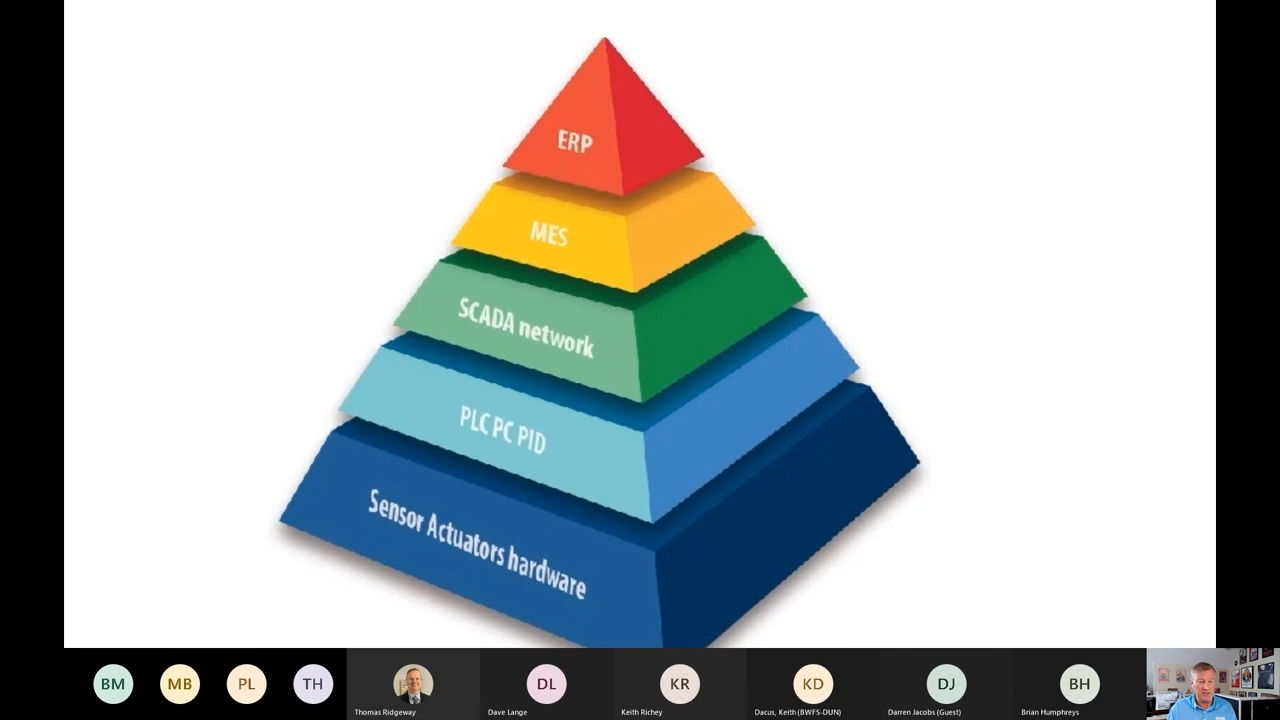 ERP
MES
SCADA network
PLC PC PID
Sensor Actuators hardware
BM
MB
PL
TH
DL
KR
KD
DJ
BH
Thomas Ridgeway
Dave Lange
Keith Richey
Dacus, Keith (BWFS-DUN)
Darren Jacobs (Guest)
Brian Humphreys